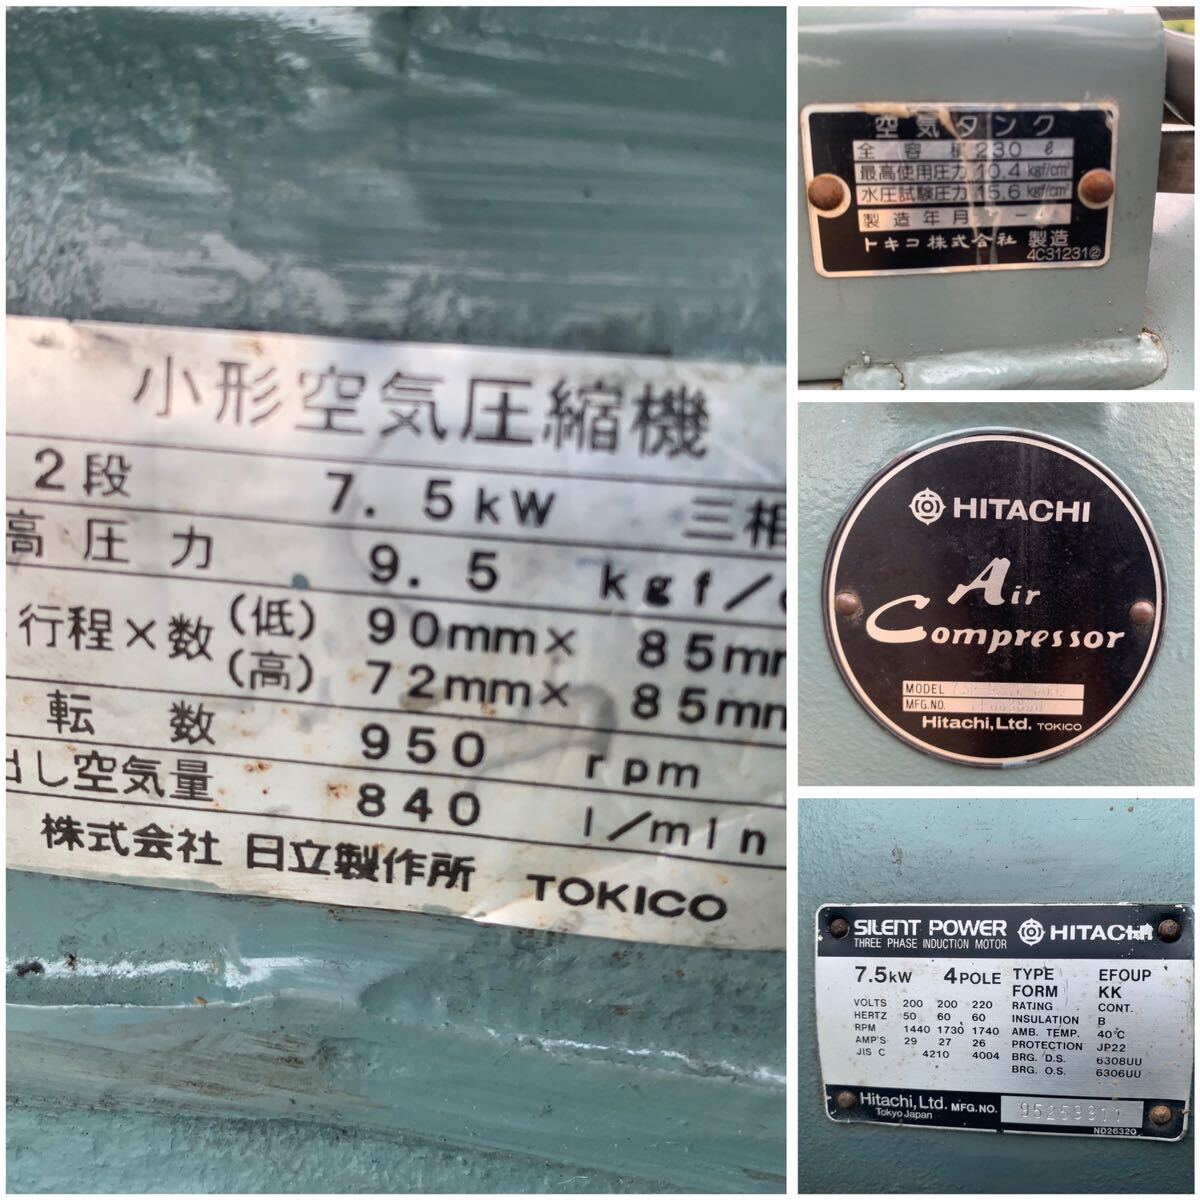 小形空気圧縮機
2段 7.5kW 三相
高圧力 9.5 kgf/c
行程×数 (低) 90mm× 85mm
(高) 72mm× 85mm
転数 950 rpm
出し空気量 840 l/min
株式会社 日立製作所 TOKICO
空気タンク
全容積 230 ℓ
最高使用圧力 10.4 kgf/cm²
水圧試験圧力 15.6 kgf/cm²
製造年月
トキコ株式会社 製造
4C31231②
HITACHI
Air
Compressor
MODEL
MFG.NO.
Hitachi,Ltd. TOKICO
SILENT POWER HITACHI
THREE PHASE INDUCTION MOTOR
7.5kW 4POLE TYPE EFOUP
FORM KK
VOLTS 200 200 220 RATING CONT.
HERTZ 50 60 60 INSULATION B
RPM 1440 1730 1740 AMB. TEMP. 40°C
AMP'S 29 27 26 PROTECTION JP22
JIS C 4210 4004 BRG. D.S. 6308UU
BRG. O.S. 6306UU
Hitachi,Ltd. MFG.NO. 95259911
Tokyo Japan
ND26320